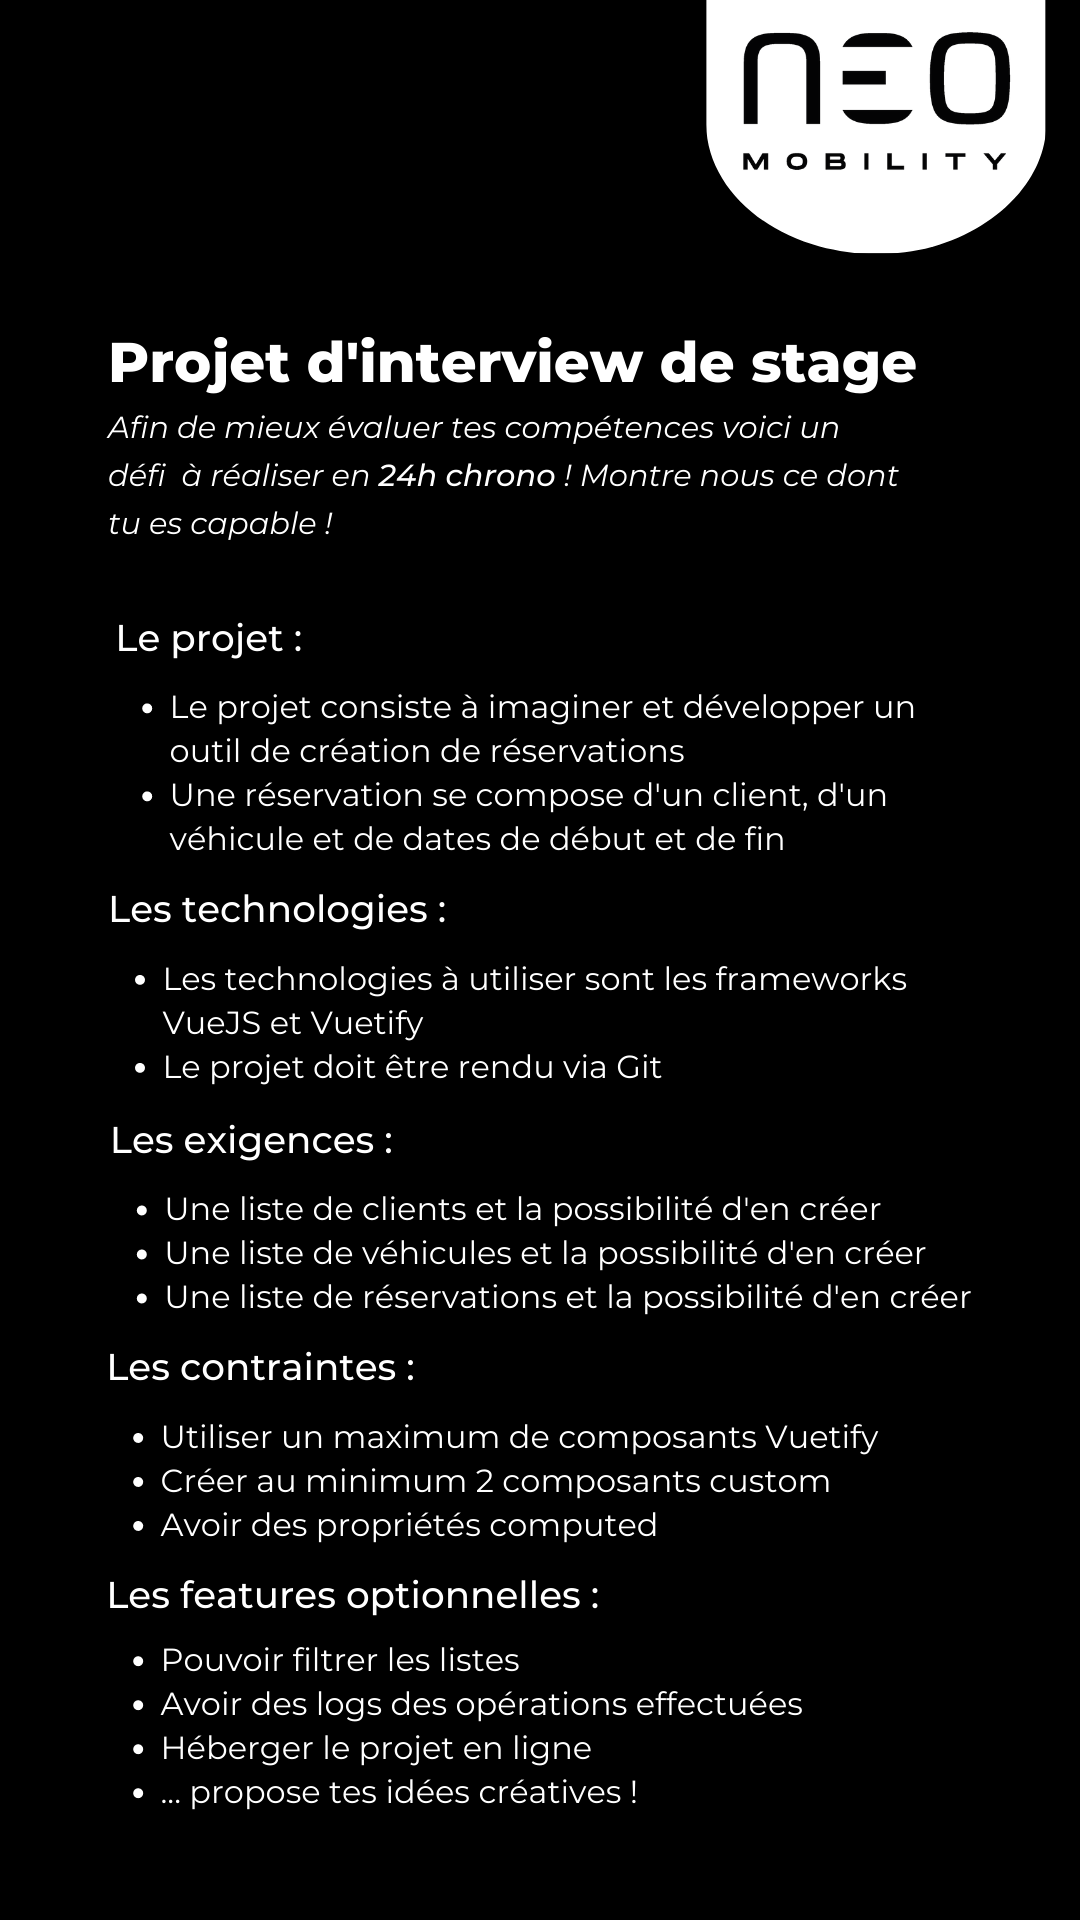 NEO
MOBILITY
Projet d'interview de stage
Afin de mieux évaluer tes compétences voici un
défi à réaliser en 24h chrono ! Montre nous ce dont
tu es capable !
Le projet :
• Le projet consiste à imaginer et développer un
outil de création de réservations
• Une réservation se compose d'un client, d'un
véhicule et de dates de début et de fin
Les technologies :
• Les technologies à utiliser sont les frameworks
VueJS et Vuetify
• Le projet doit être rendu via Git
Les exigences :
• Une liste de clients et la possibilité d'en créer
• Une liste de véhicules et la possibilité d'en créer
• Une liste de réservations et la possibilité d'en créer
Les contraintes :
• Utiliser un maximum de composants Vuetify
• Créer au minimum 2 composants custom
• Avoir des propriétés computed
Les features optionnelles :
• Pouvoir filtrer les listes
• Avoir des logs des opérations effectuées
• Héberger le projet en ligne
• ... propose tes idées créatives !